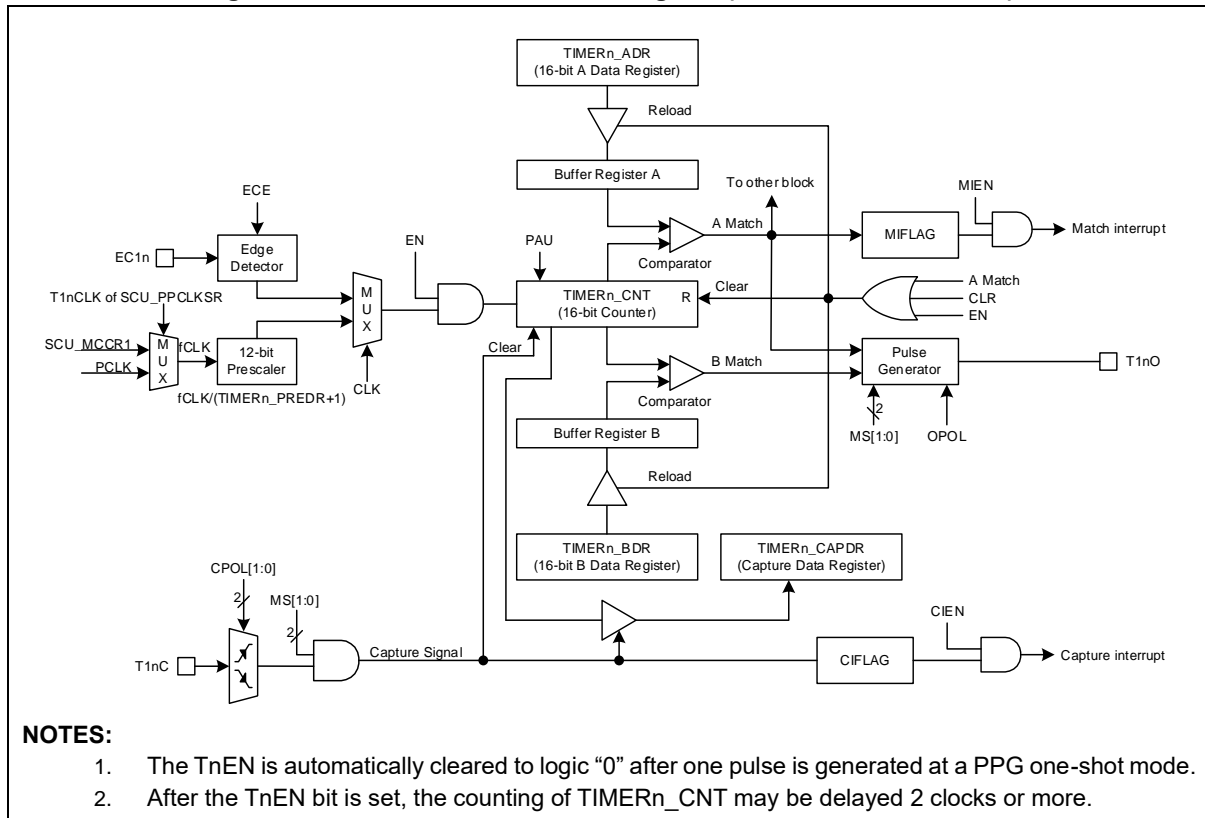 TIMERn_ADR
(16-bit A Data Register)
Reload
Buffer Register A
To other block
ECE
MIEN
EN
PAU
A Match
MIFLAG
Match interrupt
EC1n
Edge
Detector
Comparator
T1nCLK of SCU_PPCLKSR
M
U
X
TIMERn_CNT
(16-bit Counter)
R
Clear
A Match
CLR
EN
SCU_MCCR1
PCLK
M
U
X
fCLK
12-bit
Prescaler
fCLK/(TIMERn_PREDR+1)
CLK
Clear
B Match
Pulse
Generator
T1nO
Comparator
2
MS[1:0]
OPOL
Buffer Register B
Reload
TIMERn_BDR
(16-bit B Data Register)
TIMERn_CAPDR
(Capture Data Register)
CPOL[1:0]
2
MS[1:0]
2
CIEN
T1nC
Capture Signal
CIFLAG
Capture interrupt
NOTES:
1. The TnEN is automatically cleared to logic “0” after one pulse is generated at a PPG one-shot mode.
2. After the TnEN bit is set, the counting of TIMERn_CNT may be delayed 2 clocks or more.